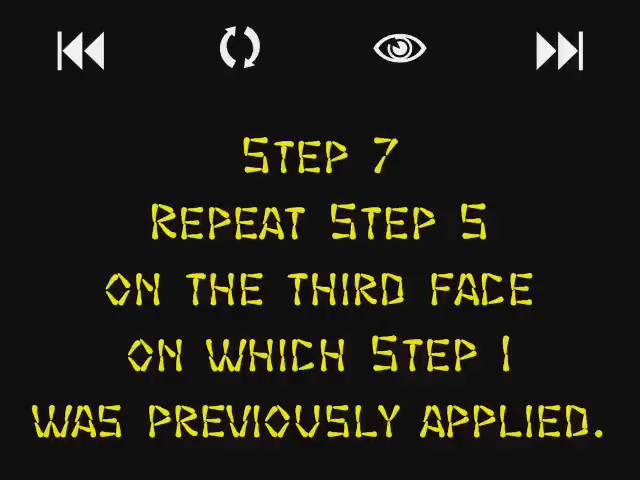 Step 7
Repeat Step 5
on the third face
on which Step 1
was previously applied.